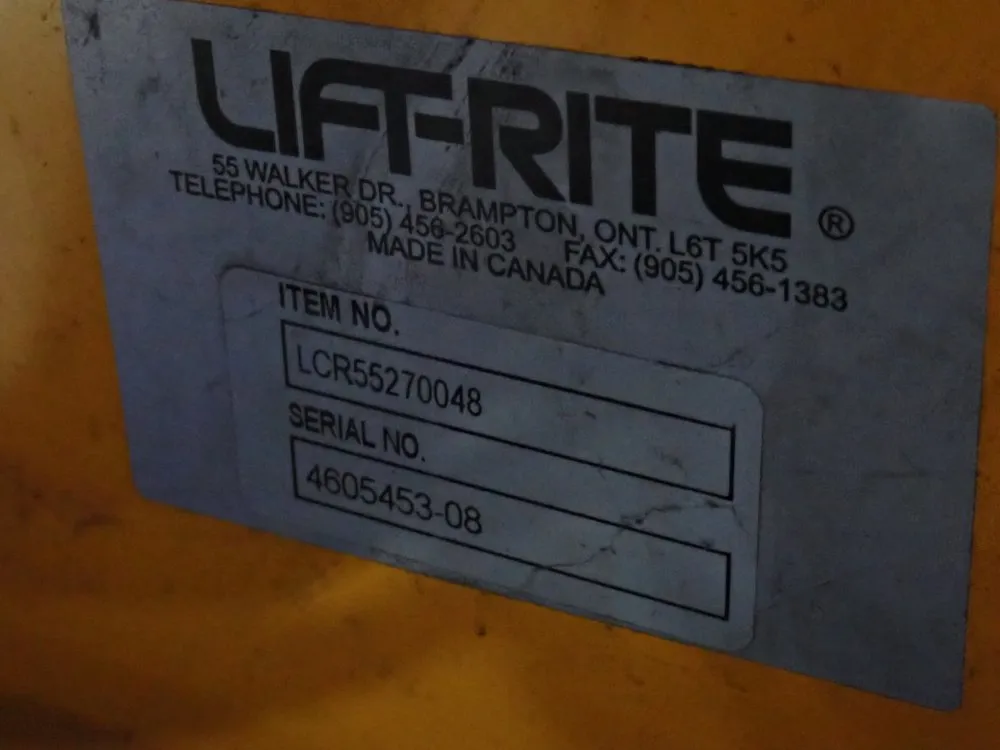 LIFT-RITE ®
55 WALKER DR., BRAMPTON, ONT. L6T 5K5
TELEPHONE: (905) 456-2603 FAX: (905) 456-1383
MADE IN CANADA
ITEM NO.
LCR55270048
SERIAL NO.
4605453-08